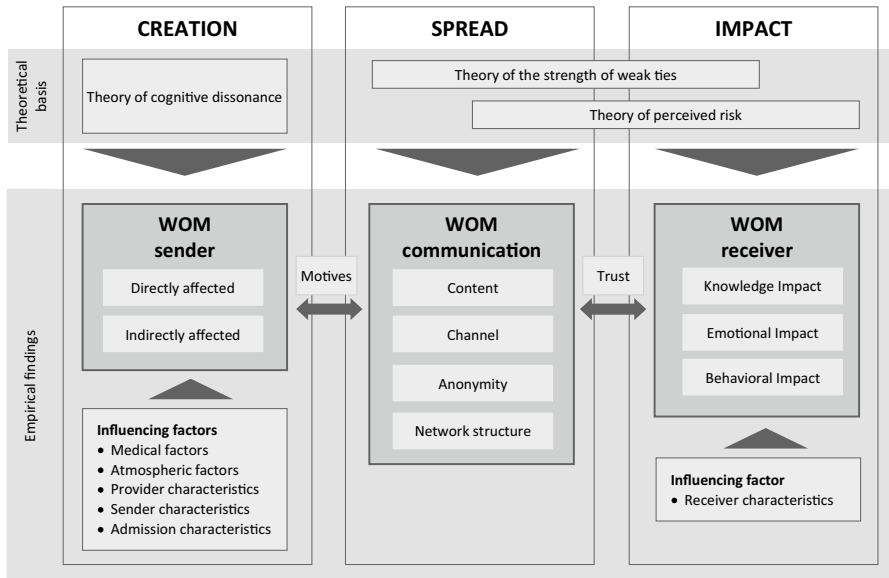 CREATION
SPREAD
IMPACT
Theoretical
basis
Theory of cognitive dissonance
Theory of the strength of weak ties
Theory of perceived risk
Empirical findings
WOM
sender
Directly affected
Indirectly affected
Motives
WOM
communication
Content
Channel
Anonymity
Network structure
Trust
WOM
receiver
Knowledge Impact
Emotional Impact
Behavioral Impact
Influencing factors
• Medical factors
• Atmospheric factors
• Provider characteristics
• Sender characteristics
• Admission characteristics
Influencing factor
• Receiver characteristics